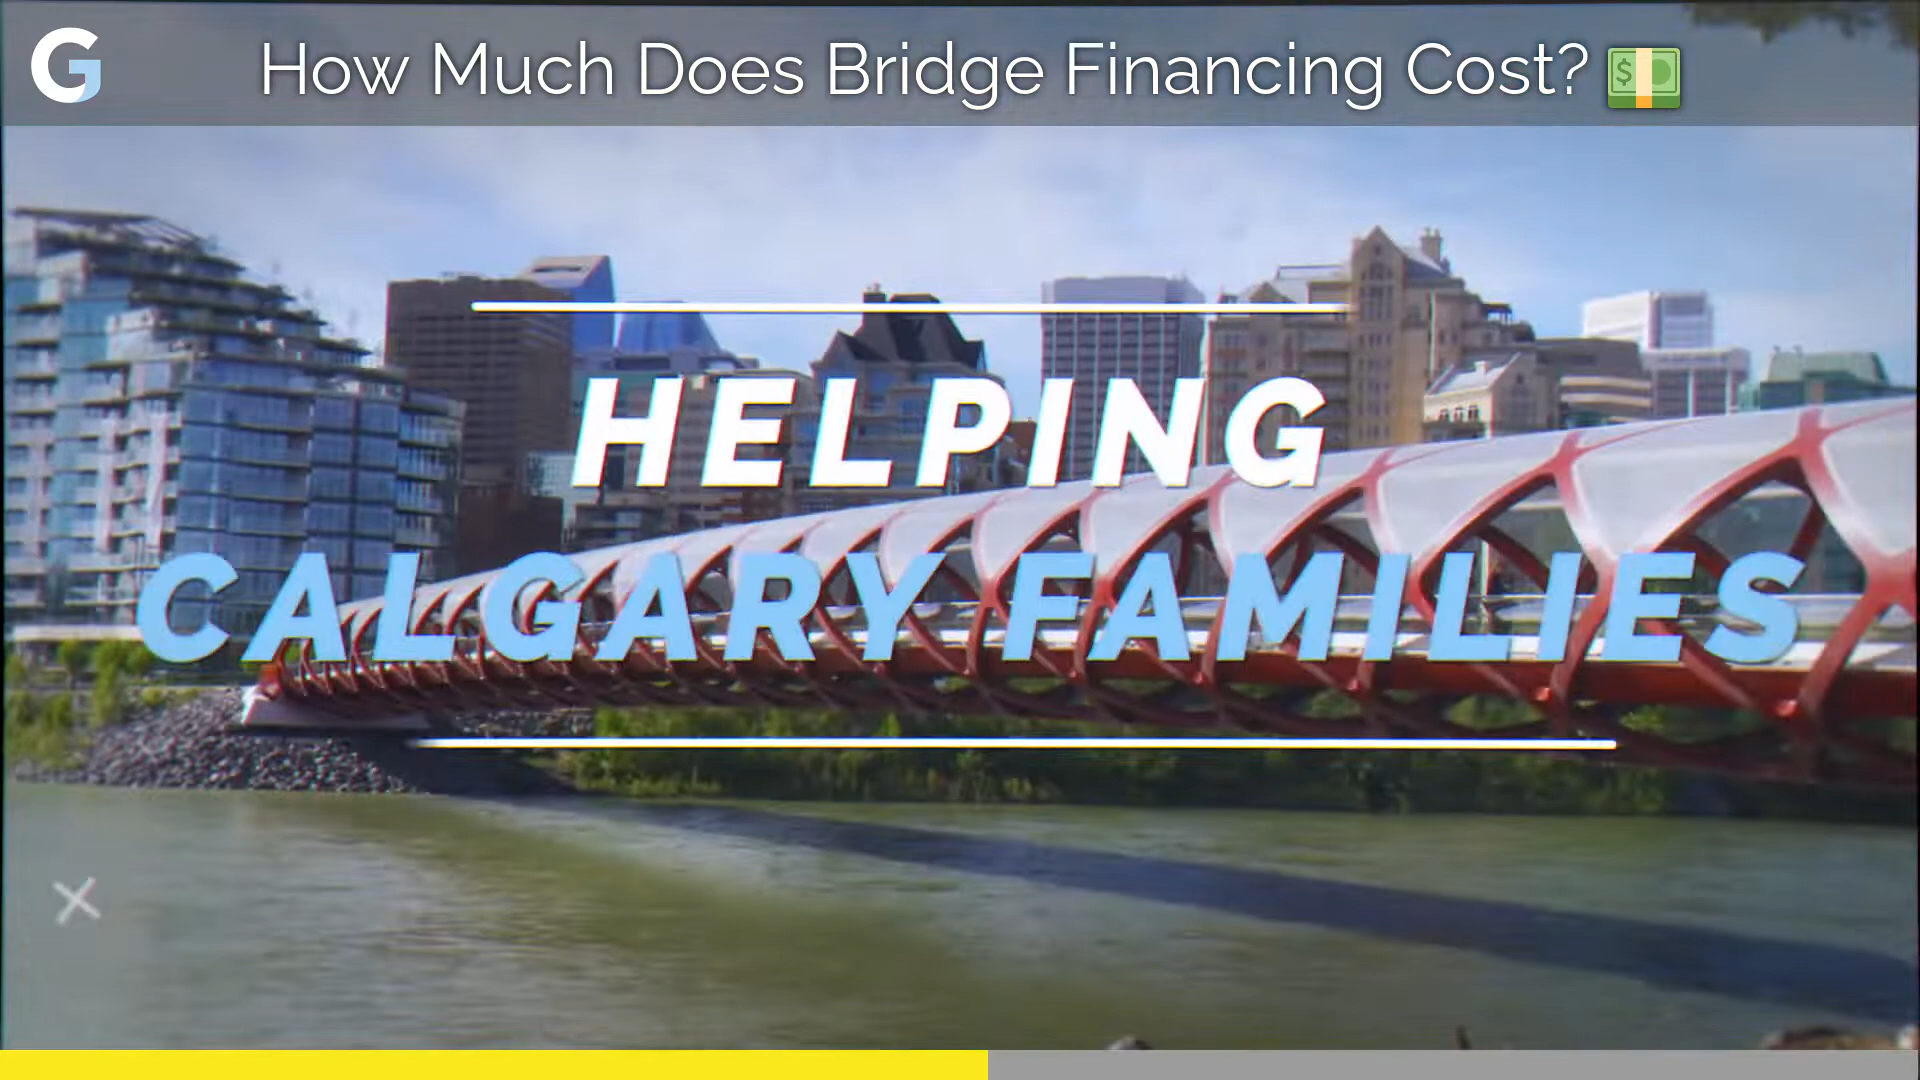 G
How Much Does Bridge Financing Cost? 💵
HELPING
CALGARY FAMILIES